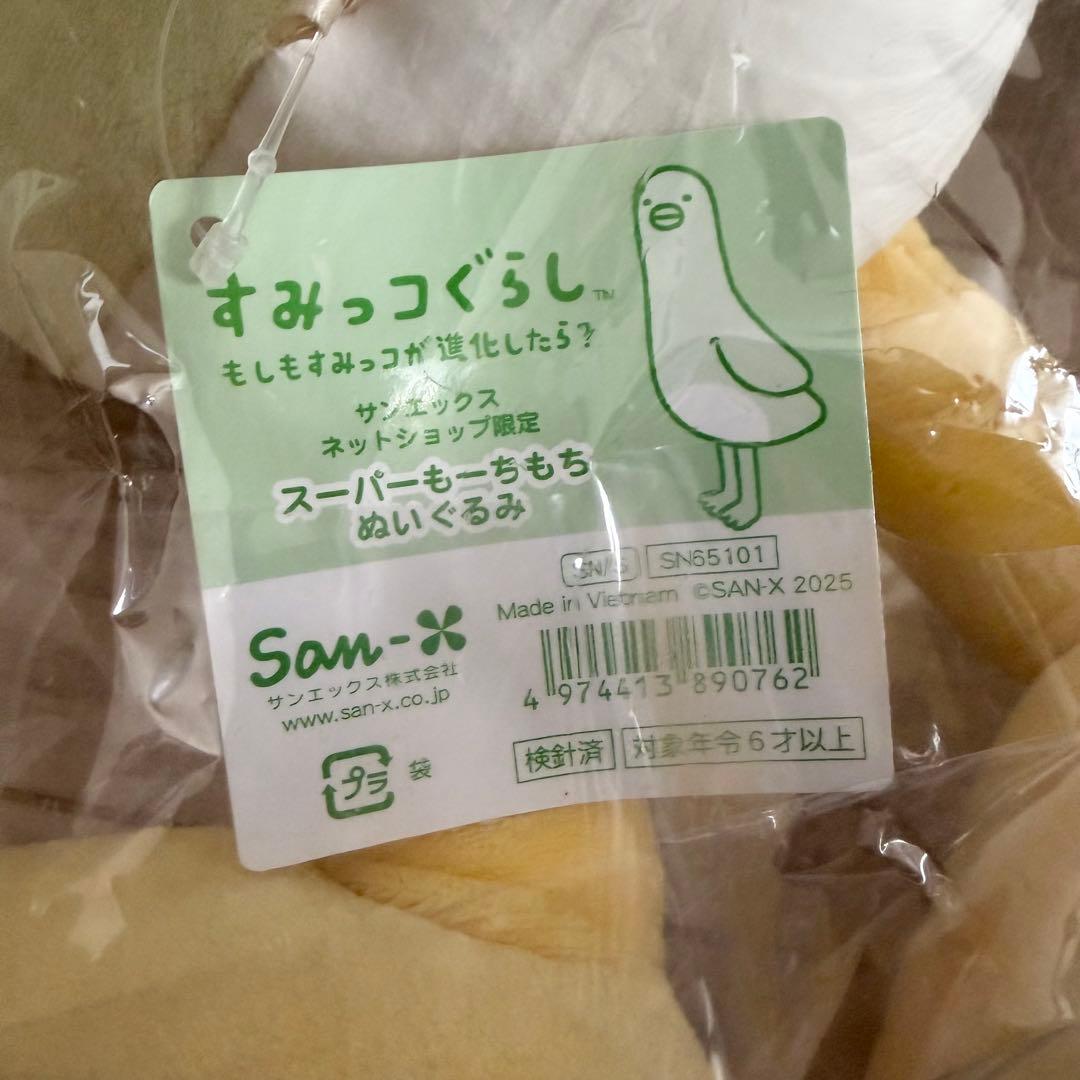 すみっコぐらし™
もしもすみっコが進化したら?
サンエックス
ネットショップ限定
スーパーもーちもち
ぬいぐるみ
SN/S SN65101
Made in Vietnam ©SAN-X 2025
San-X
サンエックス株式会社
www.san-x.co.jp
4 974413 890762
プラ 袋
検針済 対象年令6才以上